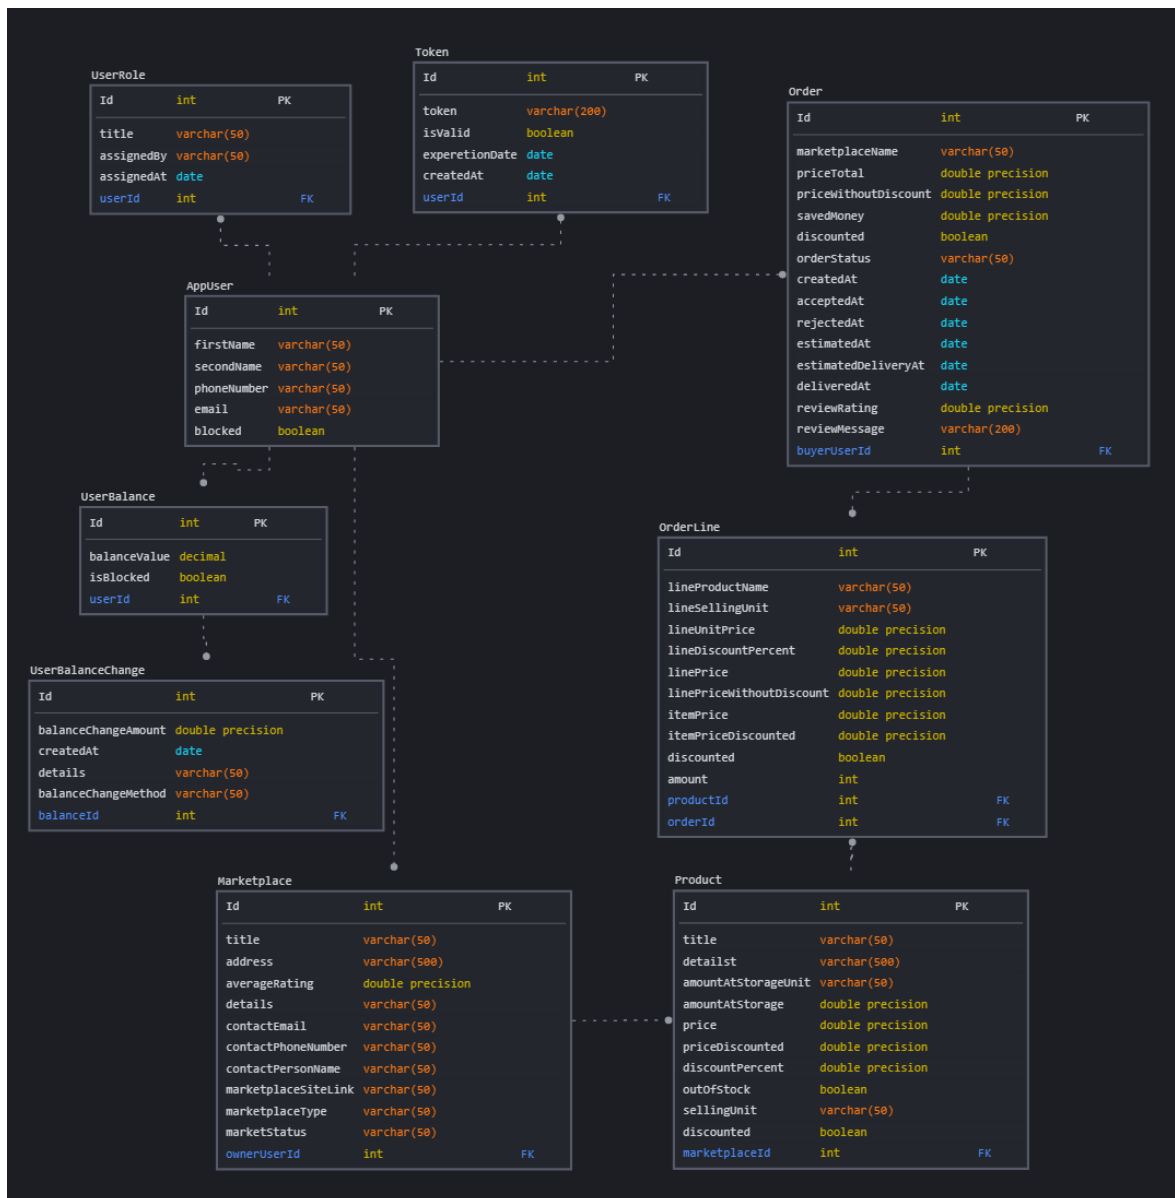 UserRole
Id int PK
title varchar(50)
assignedBy varchar(50)
assignedAt date
userId int FK
Token
Id int PK
token varchar(200)
isValid boolean
experetionDate date
createdAt date
userId int FK
Order
Id int PK
marketplaceName varchar(50)
priceTotal double precision
priceWithoutDiscount double precision
savedMoney double precision
discounted boolean
orderStatus varchar(50)
createdAt date
acceptedAt date
rejectedAt date
estimatedAt date
estimatedDeliveryAt date
deliveredAt date
reviewRating double precision
reviewMessage varchar(200)
buyerUserId int FK
AppUser
Id int PK
firstName varchar(50)
secondName varchar(50)
phoneNumber varchar(50)
email varchar(50)
blocked boolean
UserBalance
Id int PK
balanceValue decimal
isBlocked boolean
userId int FK
OrderLine
Id int PK
lineProductName varchar(50)
lineSellingUnit varchar(50)
lineUnitPrice double precision
lineDiscountPercent double precision
linePrice double precision
linePriceWithoutDiscount double precision
itemPrice double precision
itemPriceDiscounted double precision
discounted boolean
amount int
productId int FK
orderId int FK
UserBalanceChange
Id int PK
balanceChangeAmount double precision
createdAt date
details varchar(50)
balanceChangeMethod varchar(50)
balanceId int FK
Marketplace
Id int PK
title varchar(50)
address varchar(500)
averageRating double precision
details varchar(50)
contactEmail varchar(50)
contactPhoneNumber varchar(50)
contactPersonName varchar(50)
marketplaceSiteLink varchar(50)
marketplaceType varchar(50)
marketStatus varchar(50)
ownerUserId int FK
Product
Id int PK
title varchar(50)
detailst varchar(500)
amountAtStorageUnit varchar(50)
amountAtStorage double precision
price double precision
priceDiscounted double precision
discountPercent double precision
outOfStock boolean
sellingUnit varchar(50)
discounted boolean
marketplaceId int FK